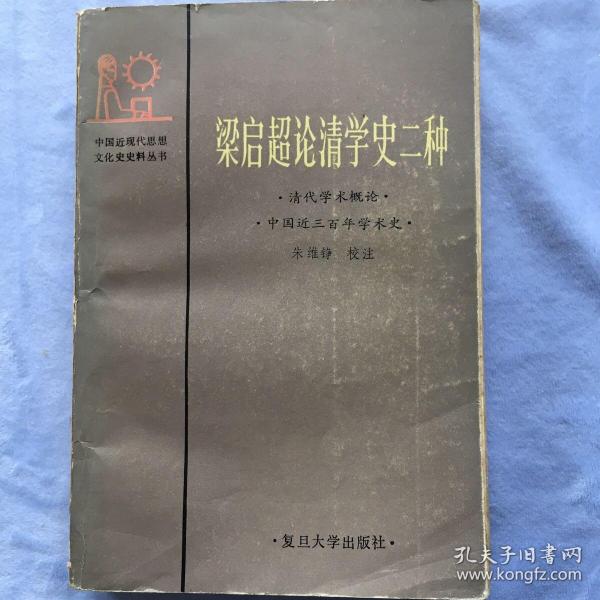 中国近现代思想
文化史史料丛书
梁启超论清学史二种
·清代学术概论·
·中国近三百年学术史·
朱维铮 校注
·复旦大学出版社·
孔夫子旧书网
www.kongfz.com